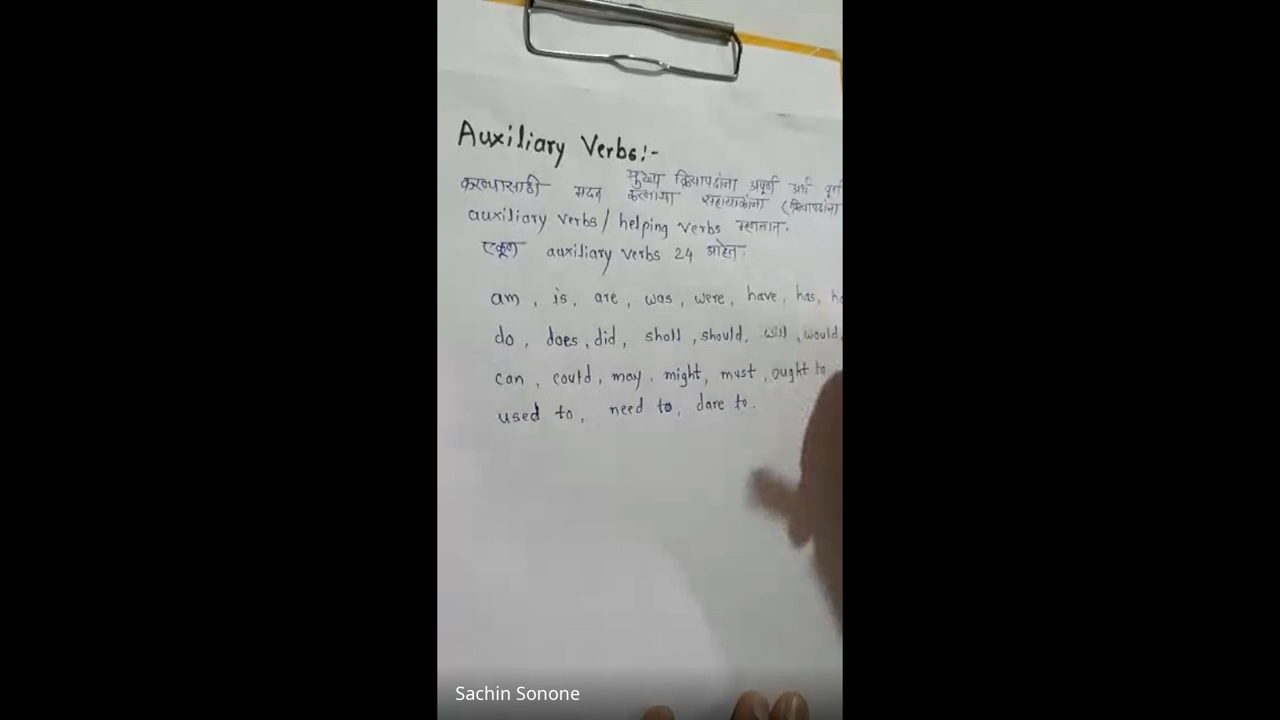 Auxiliary Verbs:-
मुख्य क्रियापदांना अपूर्ण अर्थ पूर्ण
करण्यासाठी मदत करणाऱ्या सहाय्यकांना (क्रियापदांना
auxiliary verbs/ helping verbs म्हणतात.
एकूण auxiliary verbs 24 आहेत.
am , is, are, was, were, have, has,
do , does, did, shall, should, will, would,
can , could, may, might, must, ought to
used to, need to, dare to.
Sachin Sonone